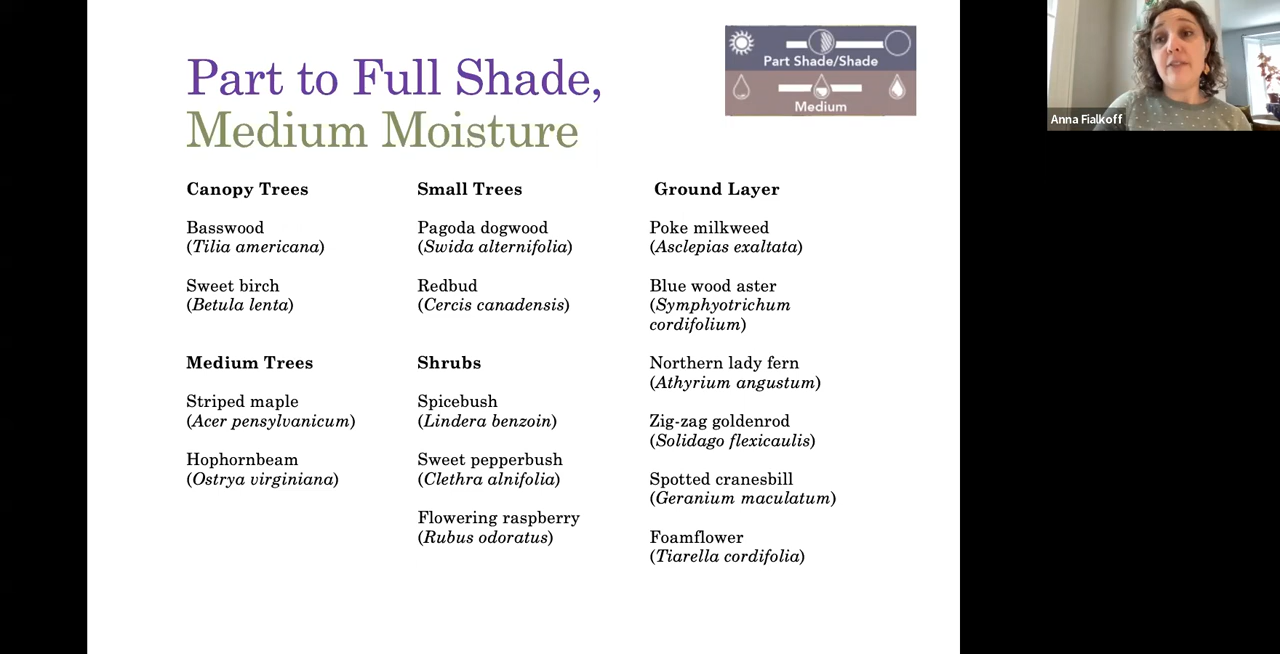 Part to Full Shade,
Medium Moisture
Part Shade/Shade
Medium
Anna Fialkoff
Canopy Trees
Basswood
(Tilia americana)
Sweet birch
(Betula lenta)
Medium Trees
Striped maple
(Acer pensylvanicum)
Hophornbeam
(Ostrya virginiana)
Small Trees
Pagoda dogwood
(Swida alternifolia)
Redbud
(Cercis canadensis)
Shrubs
Spicebush
(Lindera benzoin)
Sweet pepperbush
(Clethra alnifolia)
Flowering raspberry
(Rubus odoratus)
Ground Layer
Poke milkweed
(Asclepias exaltata)
Blue wood aster
(Symphyotrichum
cordifolium)
Northern lady fern
(Athyrium angustum)
Zig-zag goldenrod
(Solidago flexicaulis)
Spotted cranesbill
(Geranium maculatum)
Foamflower
(Tiarella cordifolia)